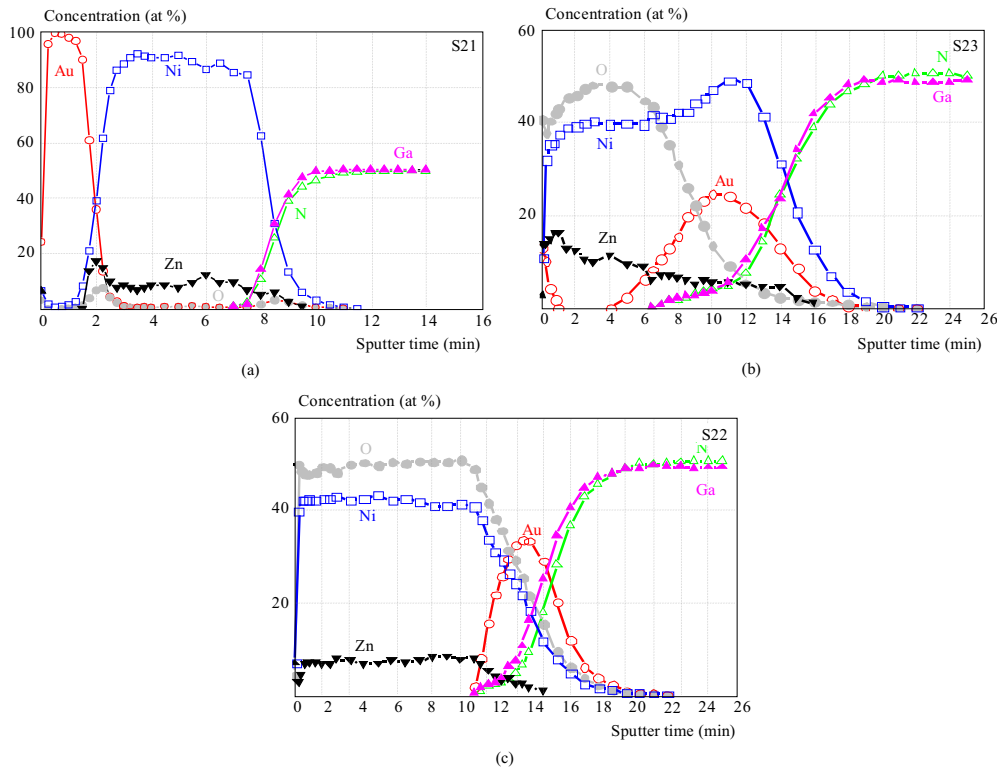 Concentration (at %)
100
80
60
40
20
0
0 2 4 6 8 10 12 14 16
S21
Au
Ni
O
Zn
Ga
N
Sputter time (min)
(a)
Concentration (at %)
60
40
20
0
0 2 4 6 8 10 12 14 16 18 20 22 24 26
S23
O
Ni
Au
Zn
N
Ga
Sputter time (min)
(b)
Concentration (at %)
60
40
20
0
0 2 4 6 8 10 12 14 16 18 20 22 24 26
S22
O
Ni
Au
Zn
N
Ga
Sputter time (min)
(c)